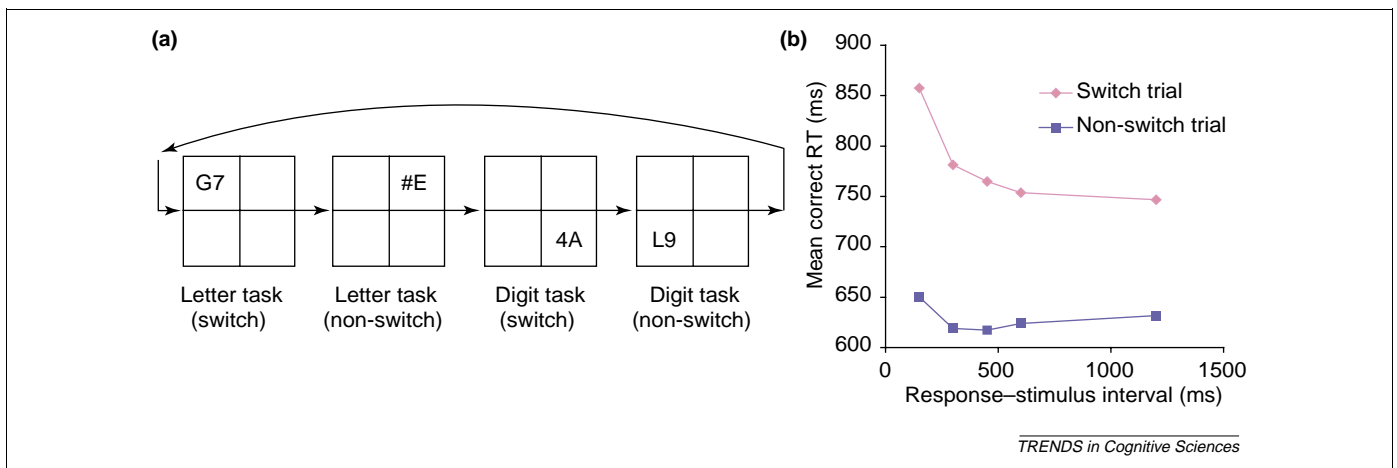 (a)
G7
#E
4A
L9
Letter task
(switch)
Letter task
(non-switch)
Digit task
(switch)
Digit task
(non-switch)
(b)
900
850
800
750
700
650
600
Mean correct RT (ms)
Switch trial
Non-switch trial
0
500
1000
1500
Response–stimulus interval (ms)
TRENDS in Cognitive Sciences